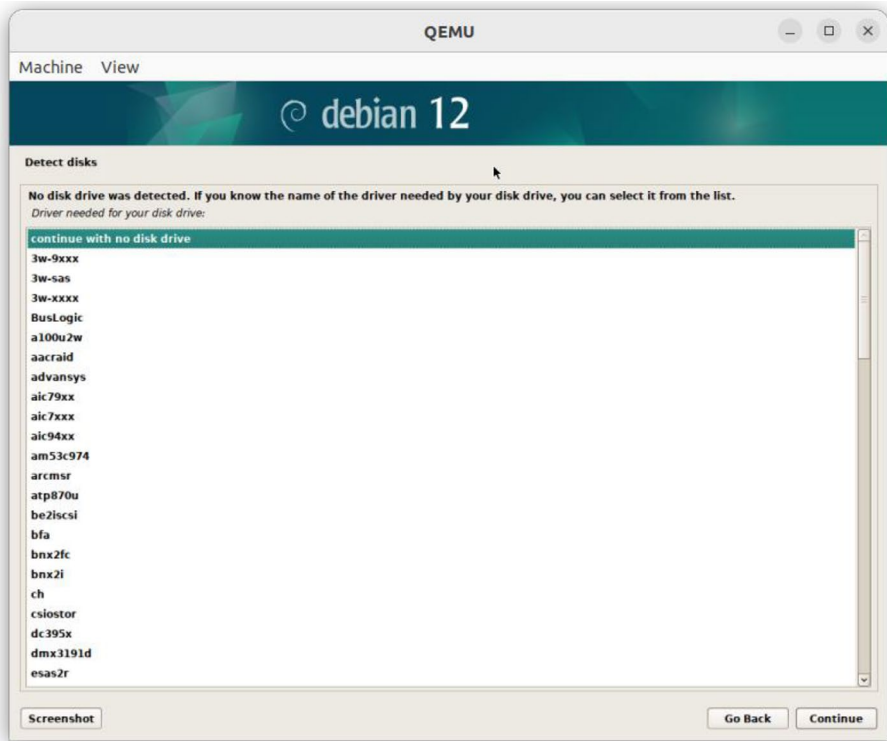 QEMU
Machine View
debian 12
Detect disks
No disk drive was detected. If you know the name of the driver needed by your disk drive, you can select it from the list.
Driver needed for your disk drive:
continue with no disk drive
3w-9xxx
3w-sas
3w-xxxx
BusLogic
a100u2w
aacraid
advansys
aic79xx
aic7xxx
aic94xx
am53c974
arcmsr
atp870u
be2iscsi
bfa
bnx2fc
bnx2i
ch
csiostor
dc395x
dmx3191d
esas2r
Screenshot Go Back Continue